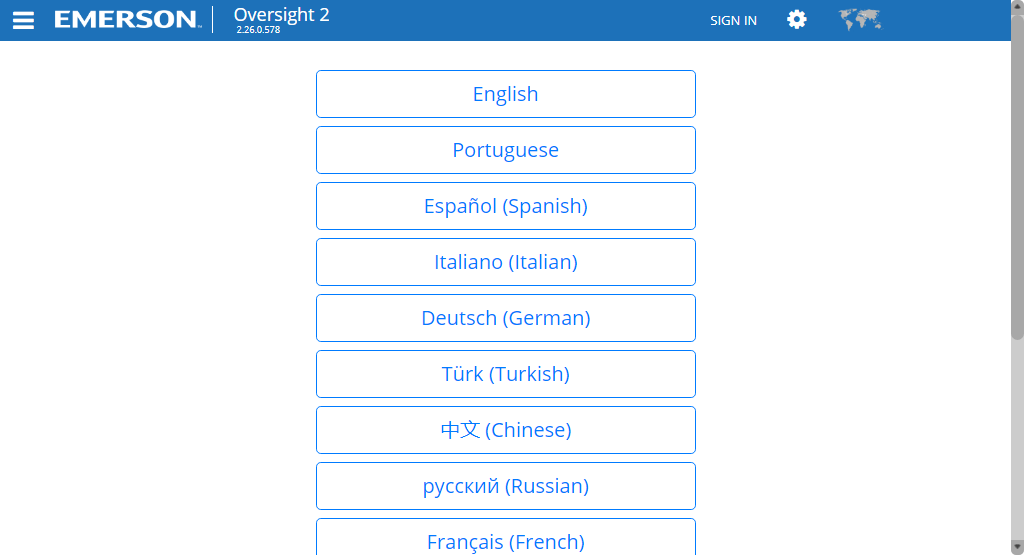 EMERSON™
Oversight 2
2.26.0.578
SIGN IN
English
Portuguese
Español (Spanish)
Italiano (Italian)
Deutsch (German)
Türk (Turkish)
中文 (Chinese)
русский (Russian)
Français (French)